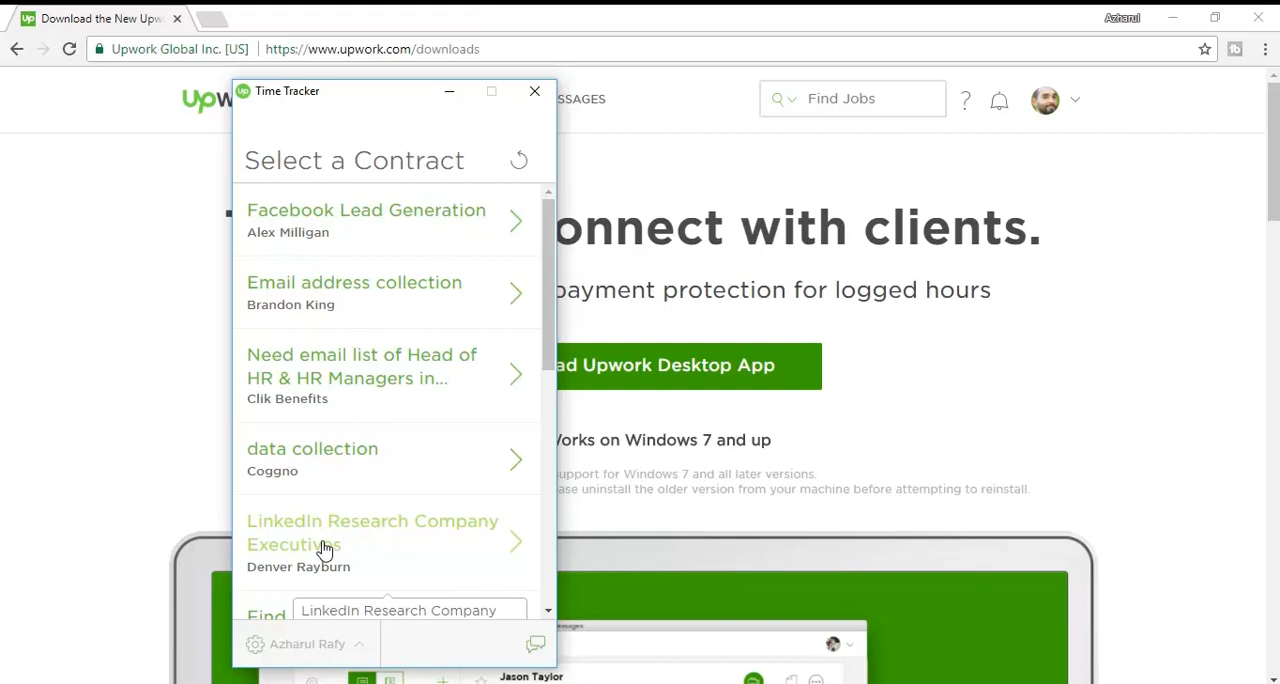 Download the New Upw
Azharul
Upwork Global Inc. [US]
https://www.upwork.com/downloads
Time Tracker
SSAGES
Find Jobs
Select a Contract
Facebook Lead Generation
Alex Milligan
onnect with clients.
Email address collection
Brandon King
payment protection for logged hours
Need email list of Head of
HR & HR Managers in...
Clik Benefits
ad Upwork Desktop App
data collection
Coggno
Works on Windows 7 and up
support for Windows 7 and all later versions.
ase uninstall the older version from your machine before attempting to reinstall.
LinkedIn Research Company
Executives
Denver Rayburn
Find
LinkedIn Research Company
Azharul Rafy
Jason Taylor